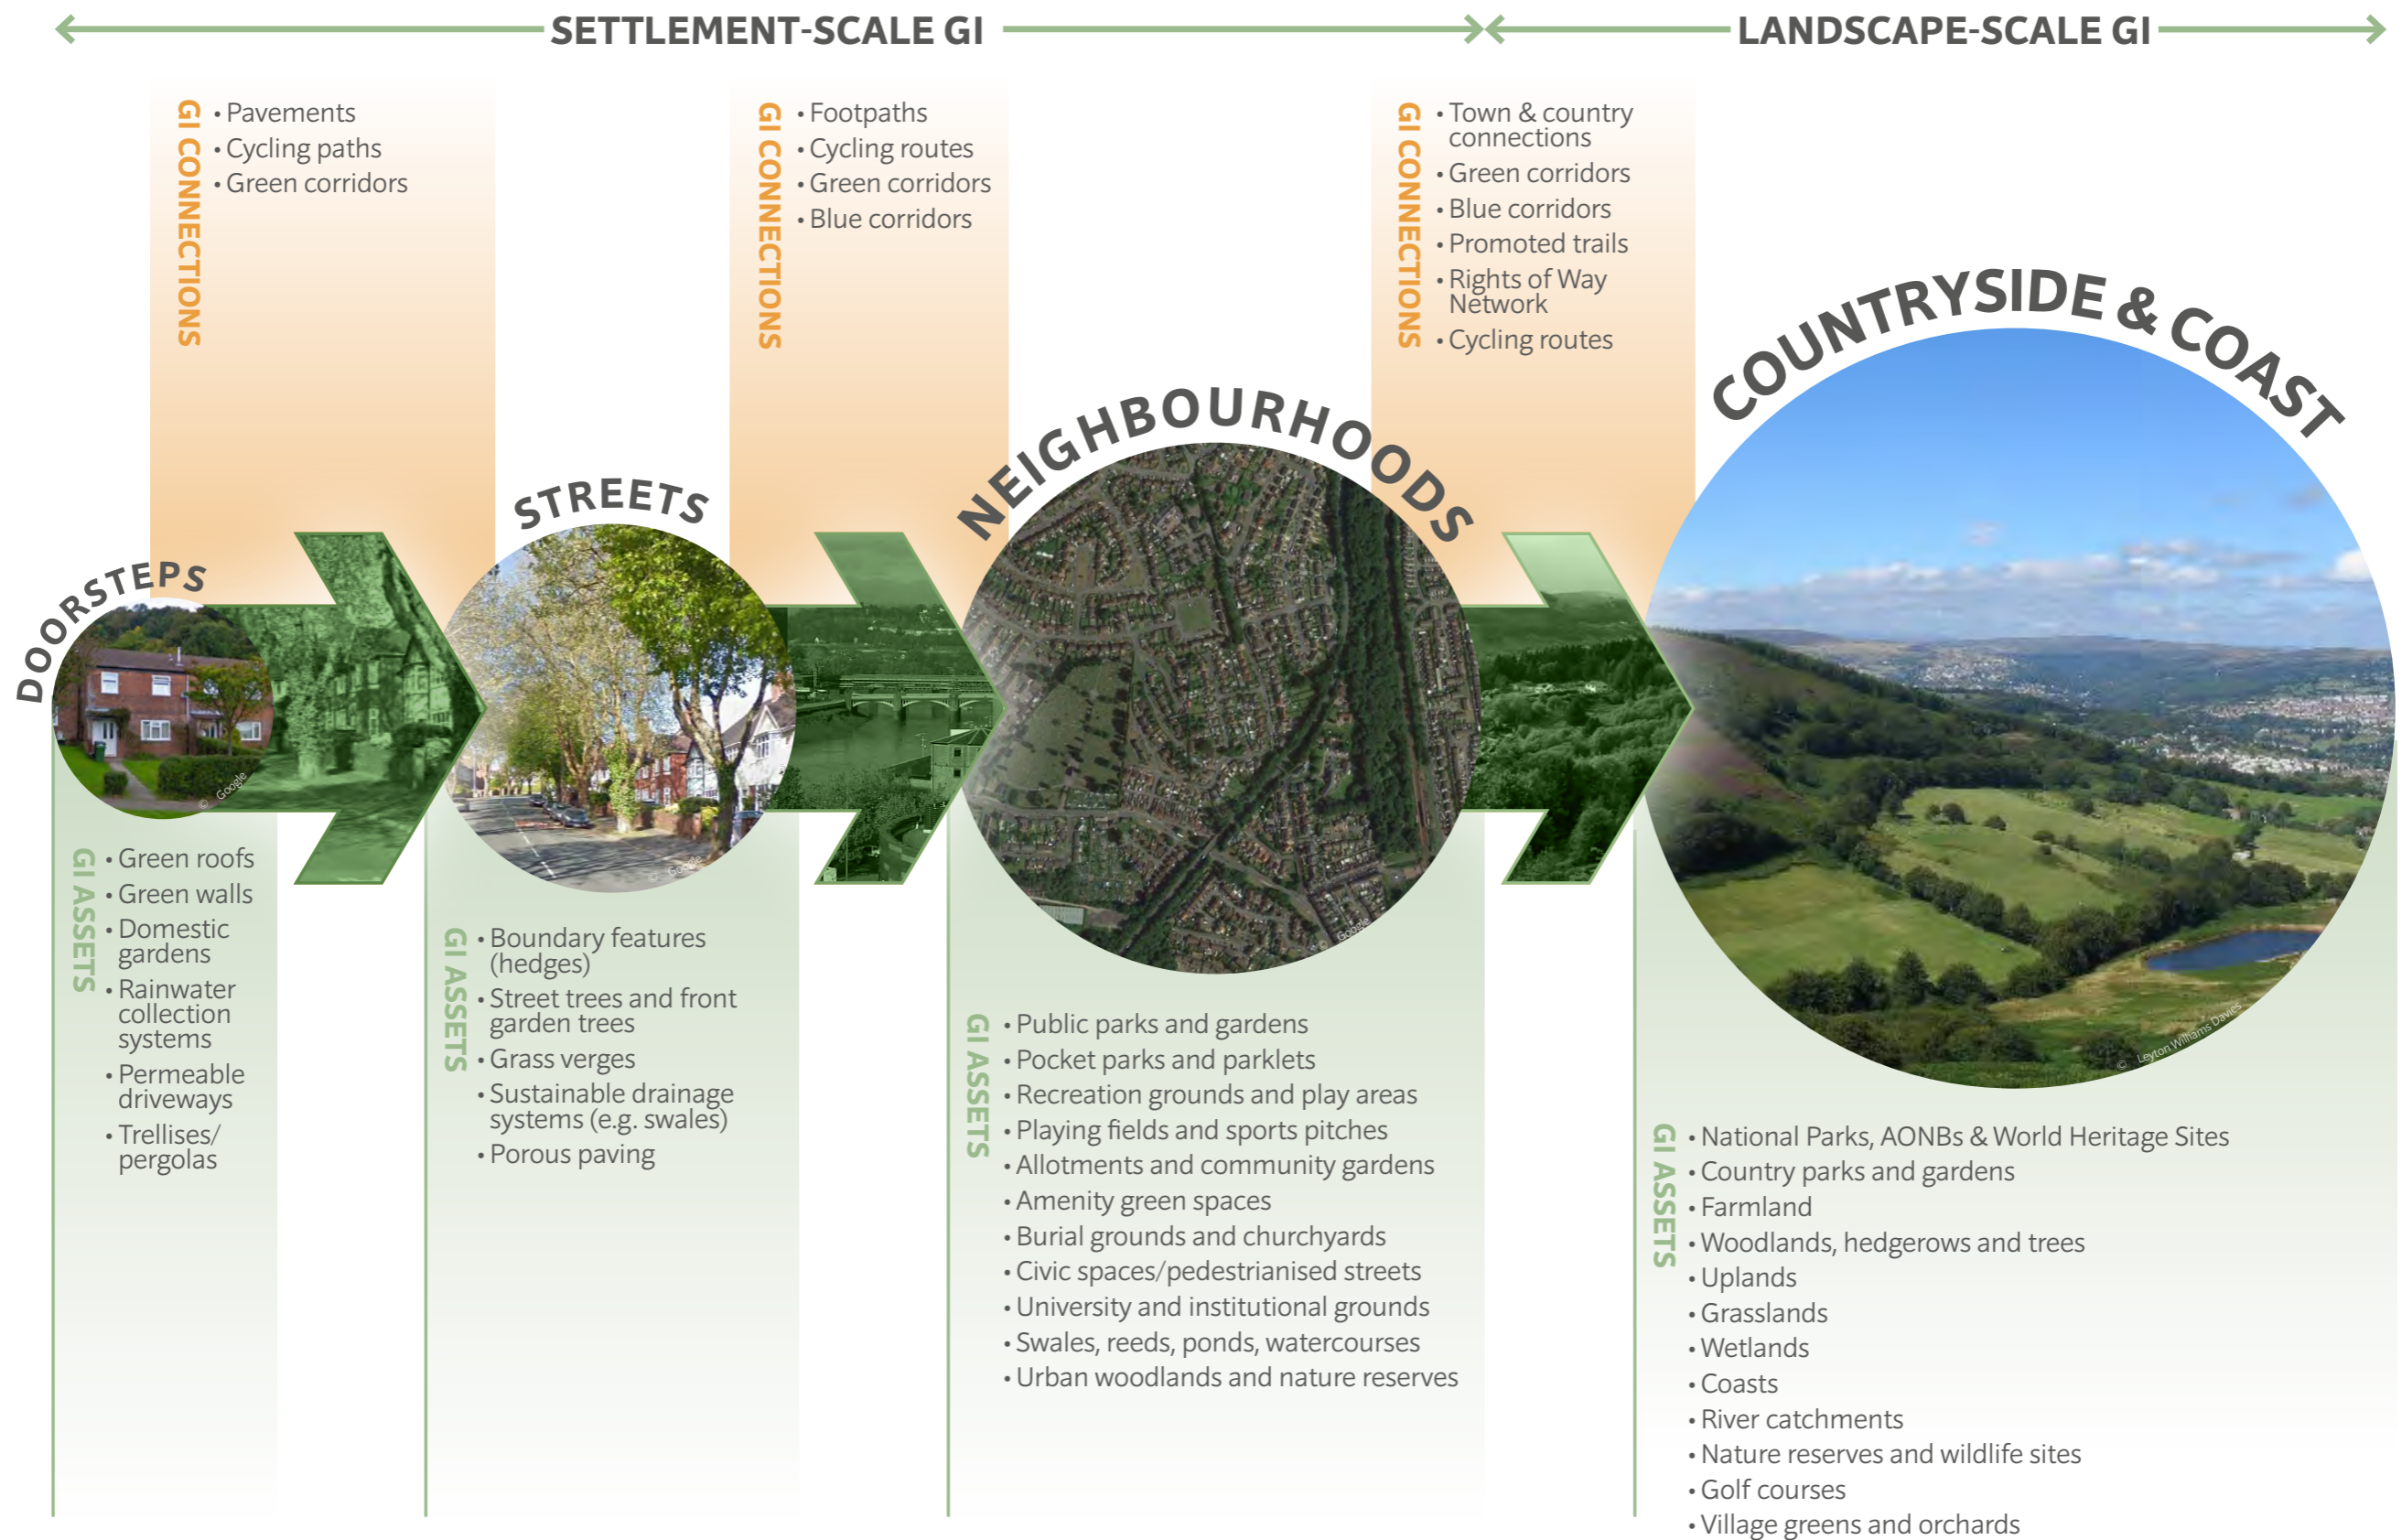 SETTLEMENT-SCALE GI
LANDSCAPE-SCALE GI
GI CONNECTIONS
• Pavements
• Cycling paths
• Green corridors
GI CONNECTIONS
• Footpaths
• Cycling routes
• Green corridors
• Blue corridors
GI CONNECTIONS
• Town & country
connections
• Green corridors
• Blue corridors
• Promoted trails
• Rights of Way
Network
• Cycling routes
DOORSTEPS
STREETS
NEIGHBOURHOODS
COUNTRYSIDE & COAST
© Google
© Google
© Google
© Leyton Williams Davies
GI ASSETS
• Green roofs
• Green walls
• Domestic
gardens
• Rainwater
collection
systems
• Permeable
driveways
• Trellises/
pergolas
GI ASSETS
• Boundary features
(hedges)
• Street trees and front
garden trees
• Grass verges
• Sustainable drainage
systems (e.g. swales)
• Porous paving
GI ASSETS
• Public parks and gardens
• Pocket parks and parklets
• Recreation grounds and play areas
• Playing fields and sports pitches
• Allotments and community gardens
• Amenity green spaces
• Burial grounds and churchyards
• Civic spaces/pedestrianised streets
• University and institutional grounds
• Swales, reeds, ponds, watercourses
• Urban woodlands and nature reserves
GI ASSETS
• National Parks, AONBs & World Heritage Sites
• Country parks and gardens
• Farmland
• Woodlands, hedgerows and trees
• Uplands
• Grasslands
• Wetlands
• Coasts
• River catchments
• Nature reserves and wildlife sites
• Golf courses
• Village greens and orchards